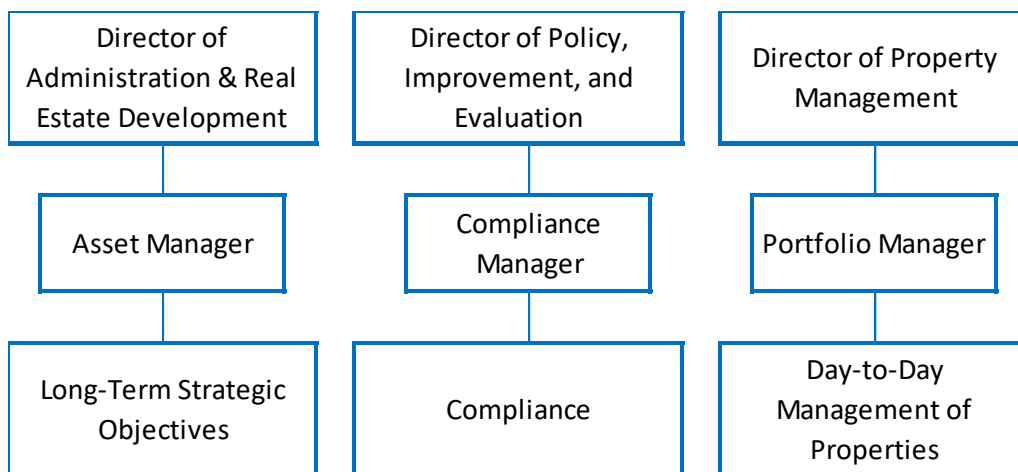 Director of
Administration & Real
Estate Development
Director of Policy,
Improvement, and
Evaluation
Director of Property
Management
Asset Manager
Compliance
Manager
Portfolio Manager
Long-Term Strategic
Objectives
Compliance
Day-to-Day
Management of
Properties